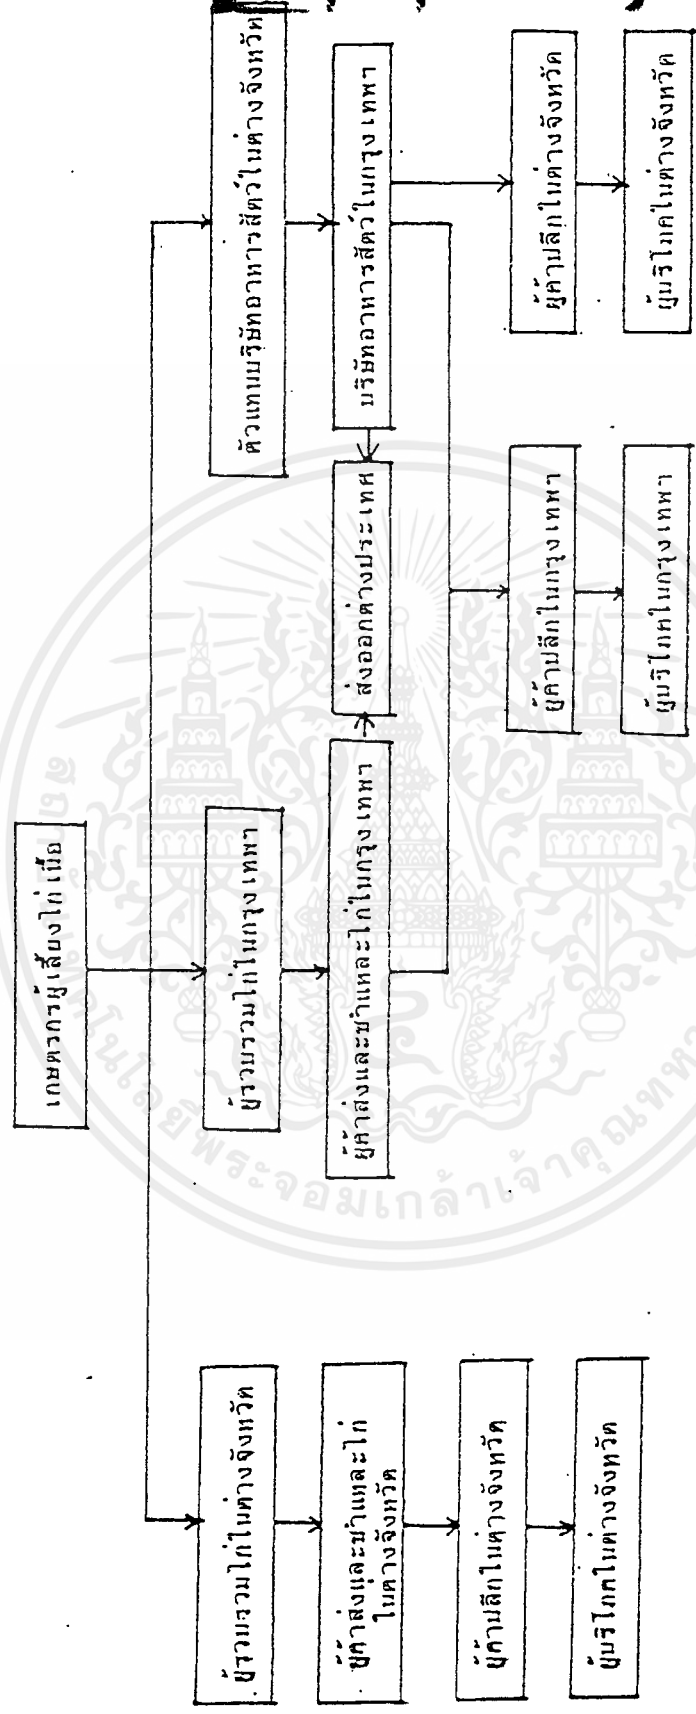 เกษตรกรผู้เลี้ยงไก่เนื้อ
ผู้รวบรวมไก่ในต่างจังหวัด
ผู้รวบรวมไก่ในกรุงเทพฯ
ตัวแทนบริษัทอาหารสัตว์ในต่างจังหวัด
ผู้ค้าส่งและชำแหละไก่
ในต่างจังหวัด
ผู้ค้าส่งและชำแหละไก่ในกรุงเทพฯ
ส่งออกต่างประเทศ
บริษัทอาหารสัตว์ในกรุงเทพฯ
ผู้ค้าปลีกในต่างจังหวัด
ผู้ค้าปลีกในกรุงเทพฯ
ผู้ค้าปลีกในต่างจังหวัด
ผู้บริโภคในต่างจังหวัด
ผู้บริโภคในกรุงเทพฯ
ผู้บริโภคในต่างจังหวัด